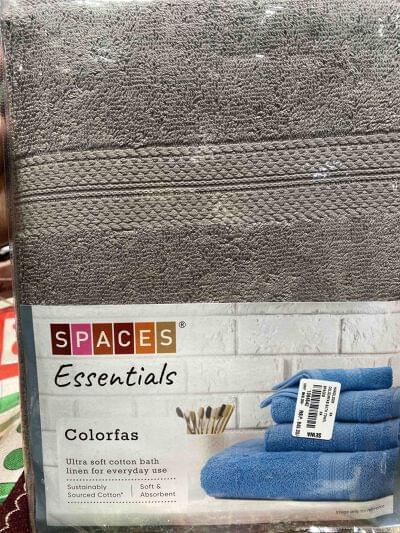 SPACES®
Essentials
Colorfas
Ultra soft cotton bath
linen for everyday use
Sustainably
Sourced Cotton*
Soft &
Absorbent